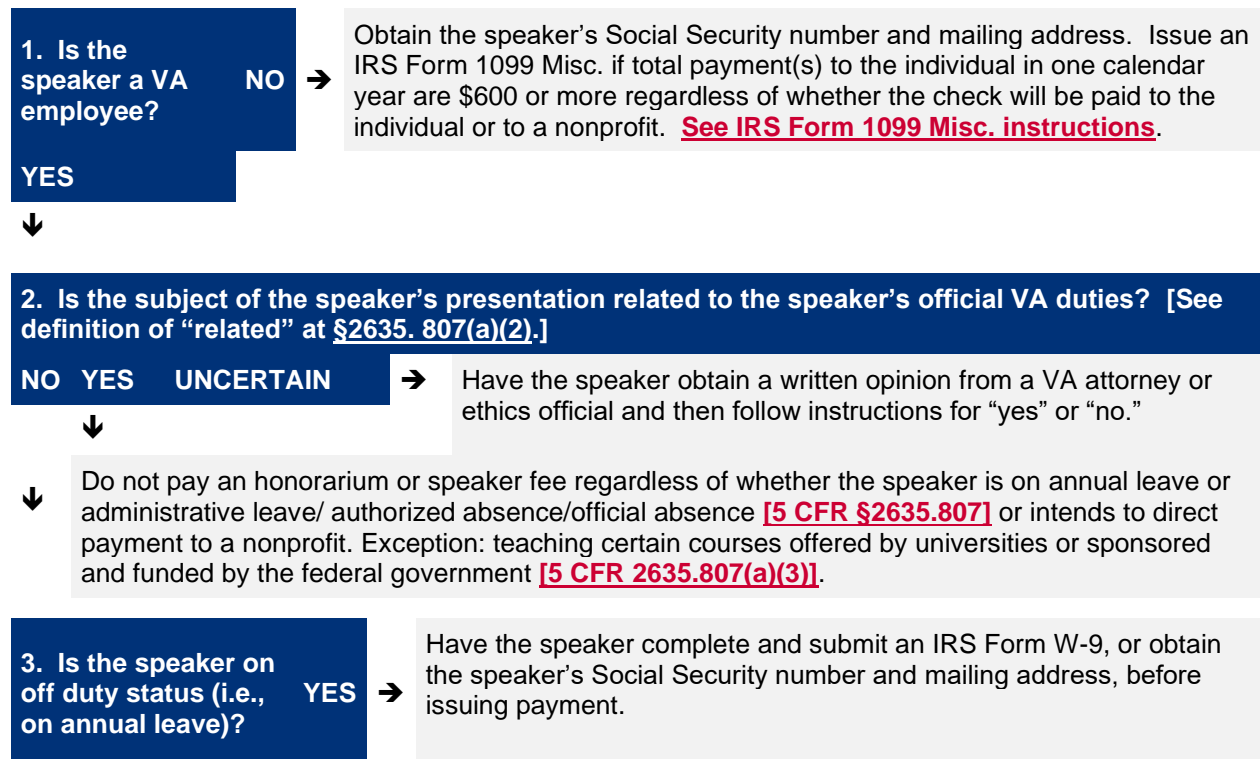 1.  Is the
speaker a VA
employee?
NO ➔
Obtain the speaker's Social Security number and mailing address.  Issue an
IRS Form 1099 Misc. if total payment(s) to the individual in one calendar
year are $600 or more regardless of whether the check will be paid to the
individual or to a nonprofit.  See IRS Form 1099 Misc. instructions.
YES
🡫
2.  Is the subject of the speaker's presentation related to the speaker's official VA duties?  [See
definition of "related" at §2635. 807(a)(2).]
NO YES UNCERTAIN ➔
Have the speaker obtain a written opinion from a VA attorney or
ethics official and then follow instructions for "yes" or "no."
🡫
🡫
Do not pay an honorarium or speaker fee regardless of whether the speaker is on annual leave or
administrative leave/ authorized absence/official absence [5 CFR §2635.807] or intends to direct
payment to a nonprofit. Exception: teaching certain courses offered by universities or sponsored
and funded by the federal government [5 CFR 2635.807(a)(3)].
3.  Is the speaker on
off duty status (i.e.,
on annual leave)?
YES ➔
Have the speaker complete and submit an IRS Form W-9, or obtain
the speaker's Social Security number and mailing address, before
issuing payment.